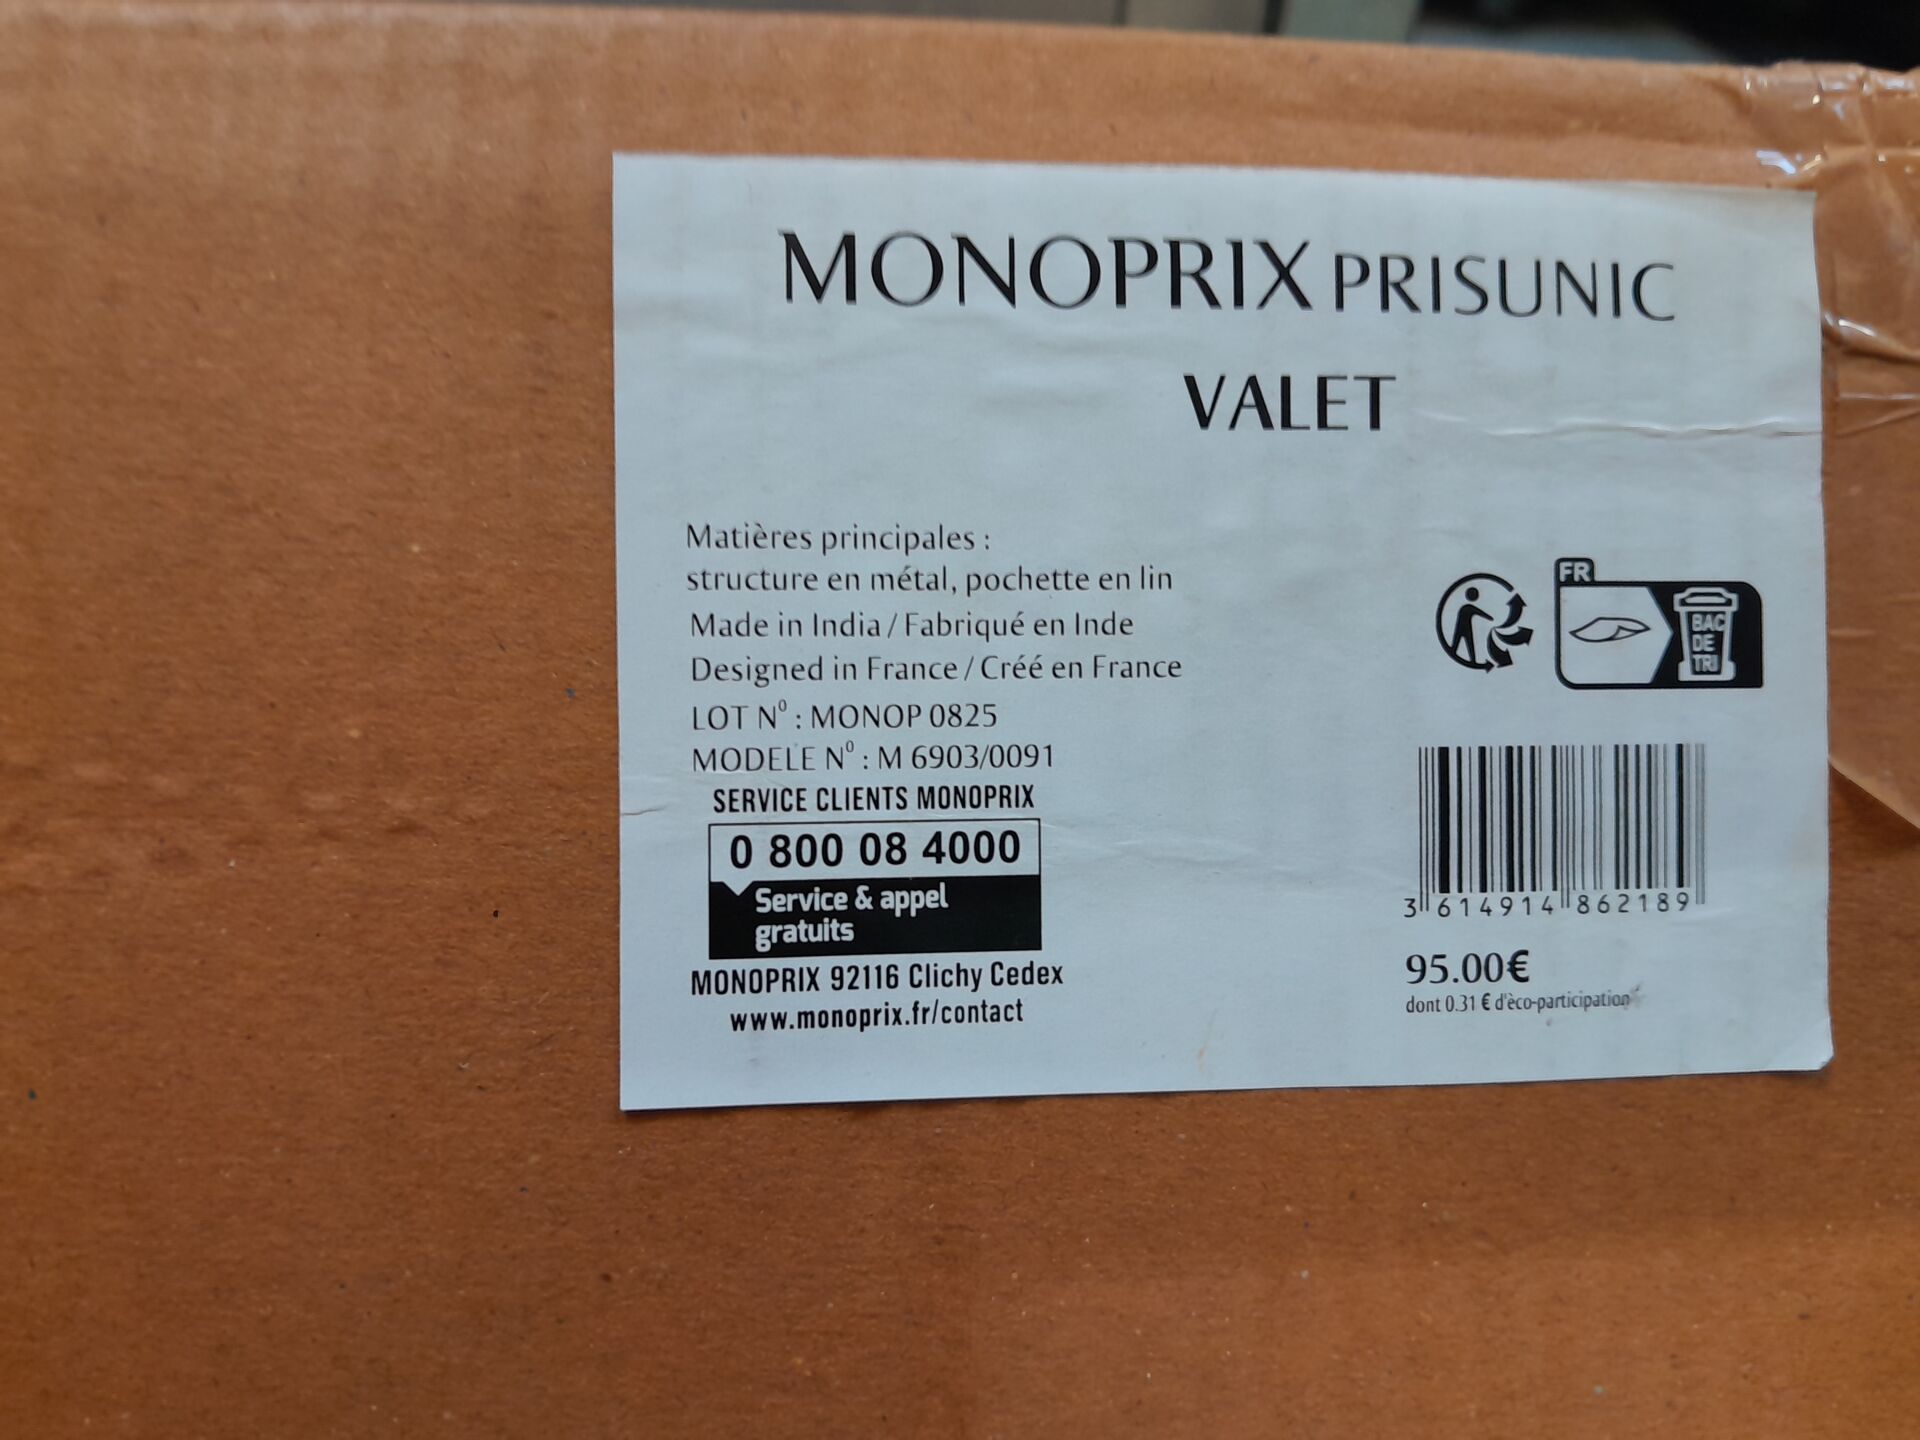 MONOPRIX PRISUNIC
VALET
Matières principales :
structure en métal, pochette en lin
Made in India / Fabriqué en Inde
Designed in France / Créé en France
LOT N⁰ : MONOP 0825
MODELE N⁰ : M 6903/0091
SERVICE CLIENTS MONOPRIX
0 800 08 4000
Service & appel
gratuits
MONOPRIX 92116 Clichy Cedex
www.monoprix.fr/contact
FR
BAC
DE
TRI
3 614914 862189
95.00€
dont 0.31 € d'èco-participation